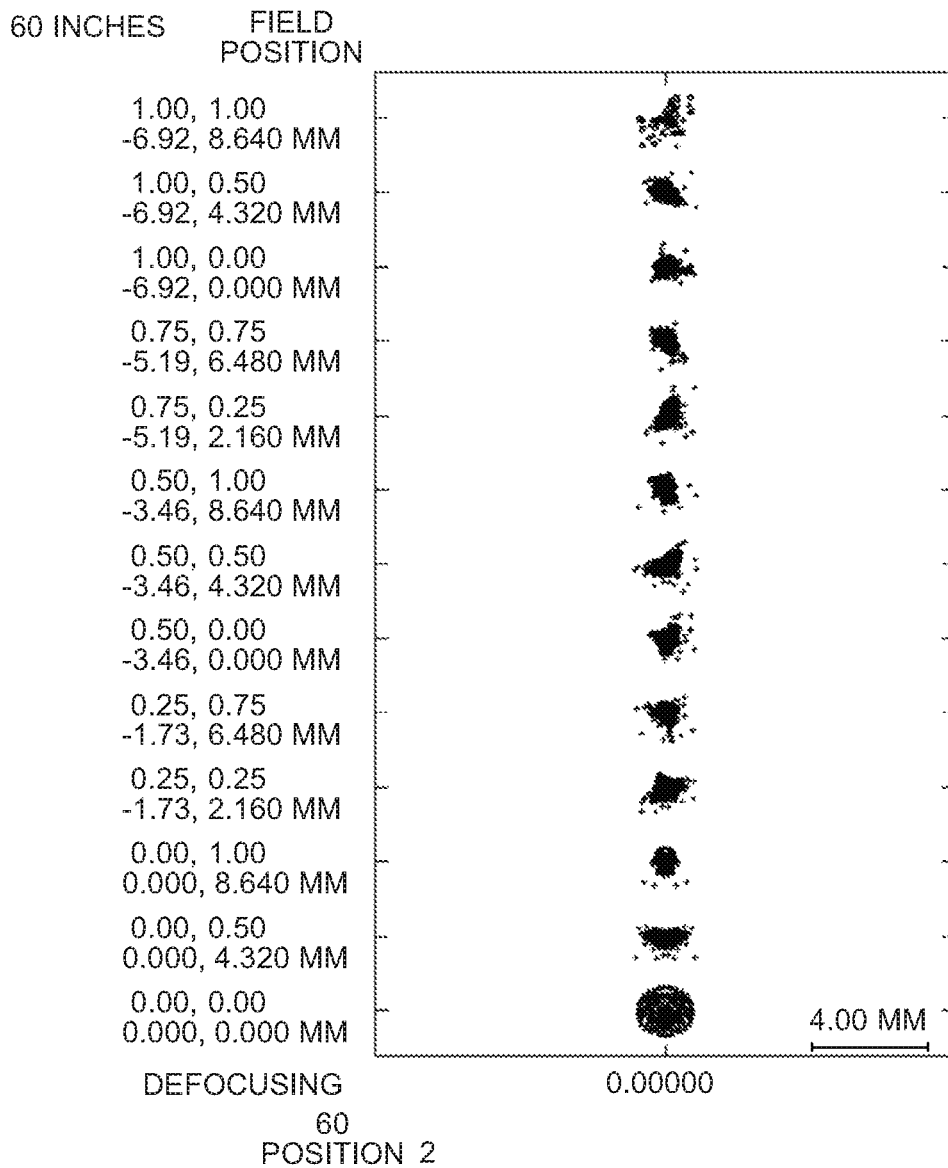 60 INCHES
FIELD
POSITION
1.00, 1.00
-6.92, 8.640 MM
1.00, 0.50
-6.92, 4.320 MM
1.00, 0.00
-6.92, 0.000 MM
0.75, 0.75
-5.19, 6.480 MM
0.75, 0.25
-5.19, 2.160 MM
0.50, 1.00
-3.46, 8.640 MM
0.50, 0.50
-3.46, 4.320 MM
0.50, 0.00
-3.46, 0.000 MM
0.25, 0.75
-1.73, 6.480 MM
0.25, 0.25
-1.73, 2.160 MM
0.00, 1.00
0.000, 8.640 MM
0.00, 0.50
0.000, 4.320 MM
0.00, 0.00
0.000, 0.000 MM
4.00 MM
DEFOCUSING 0.00000
60
POSITION 2